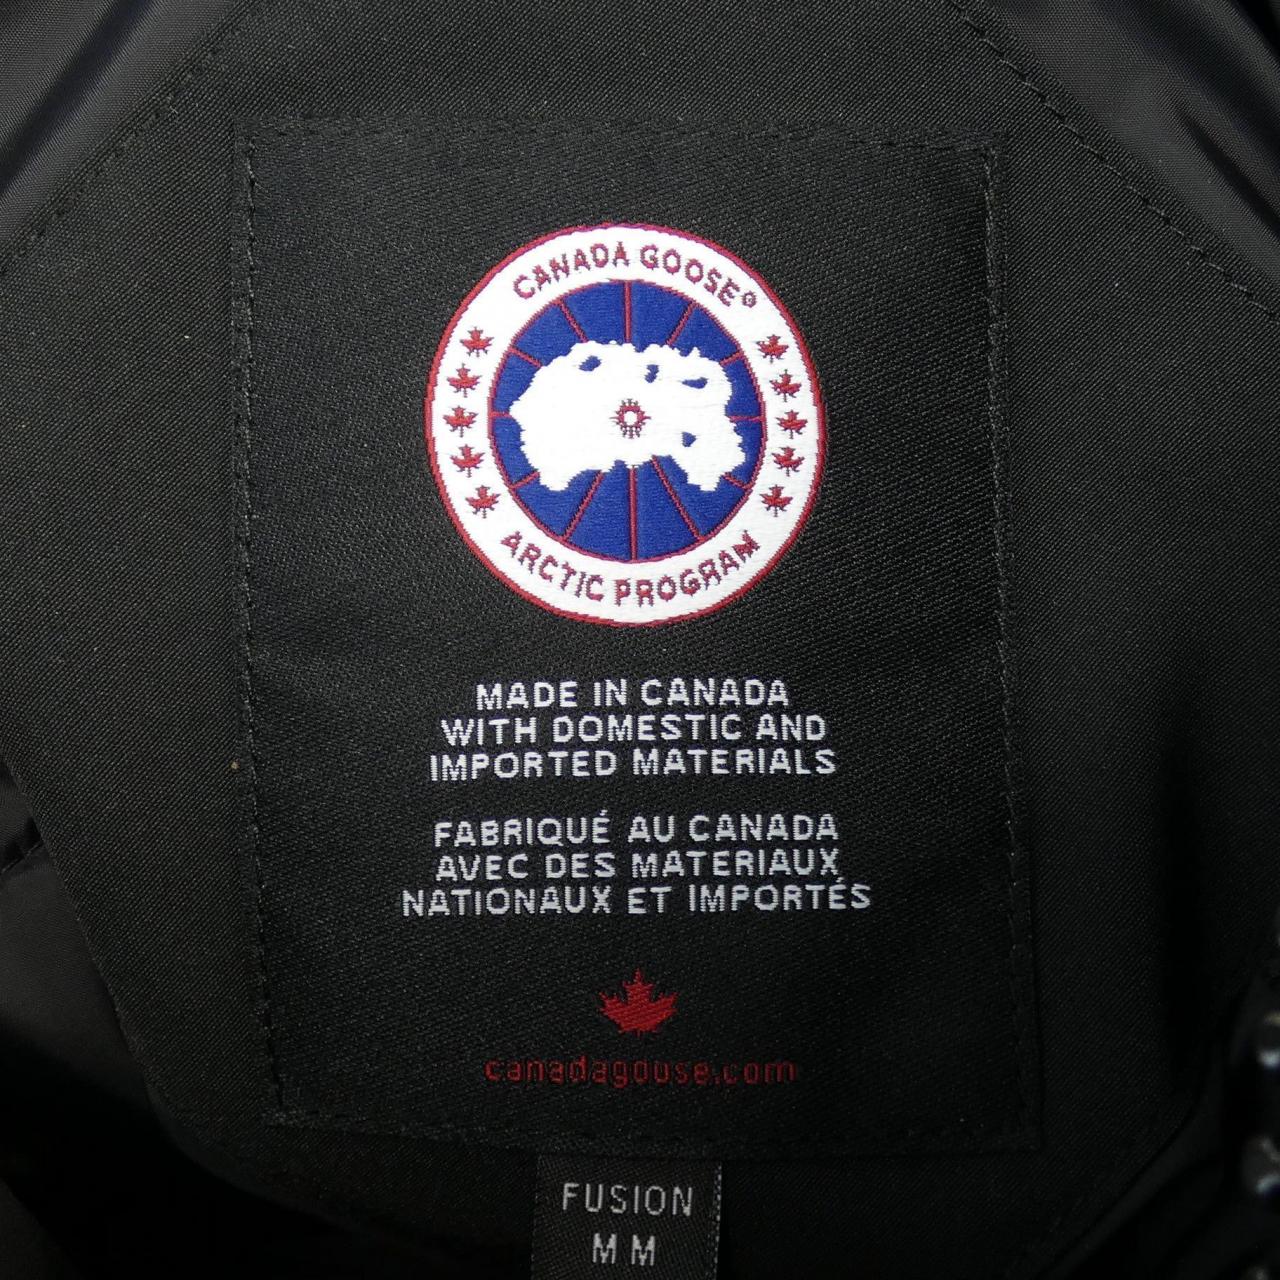 CANADA GOOSE®
ARCTIC PROGRAM
MADE IN CANADA
WITH DOMESTIC AND
IMPORTED MATERIALS
FABRIQUÉ AU CANADA
AVEC DES MATERIAUX
NATIONAUX ET IMPORTÉS
canadagouse.com
FUSION
M M